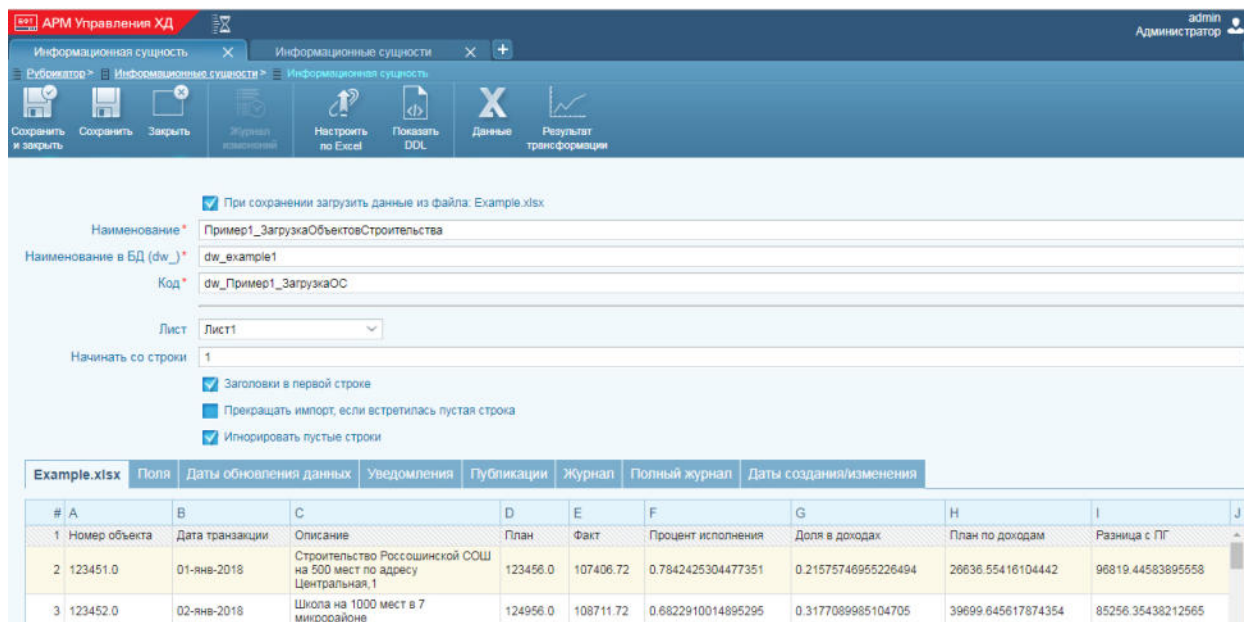 БФТ АРМ Управления ХД
admin
Администратор
Информационная сущность
Информационные сущности
Рубрикатор > Информационные сущности > Информационная сущность
Сохранить и закрыть
Сохранить
Закрыть
Журнал изменений
Настроить по Excel
Показать DDL
Данные
Результат трансформации
При сохранении загрузить данные из файла: Example.xlsx
Наименование* Пример1_ЗагрузкаОбъектовСтроительства
Наименование в БД (dw_)* dw_example1
Код* dw_Пример1_ЗагрузкаОС
Лист Лист1
Начинать со строки 1
Заголовки в первой строке
Прекращать импорт, если встретилась пустая строка
Игнорировать пустые строки
Example.xlsx Поля Даты обновления данных Уведомления Публикации Журнал Полный журнал Даты создания/изменения
# A B C D E F G H I J
1 Номер объекта Дата транзакции Описание План Факт Процент исполнения Доля в доходах План по доходам Разница с ПГ
2 123451.0 01-янв-2018 Строительство Россошинской СОШ на 500 мест по адресу Центральная,1 123456.0 107406.72 0.7842425304477351 0.21575746955226494 26636.55416104442 96819.44583895558
3 123452.0 02-янв-2018 Школа на 1000 мест в 7 микрорайоне 124956.0 108711.72 0.6822910014895295 0.3177089985104705 39699.645617874354 85256.35438212565